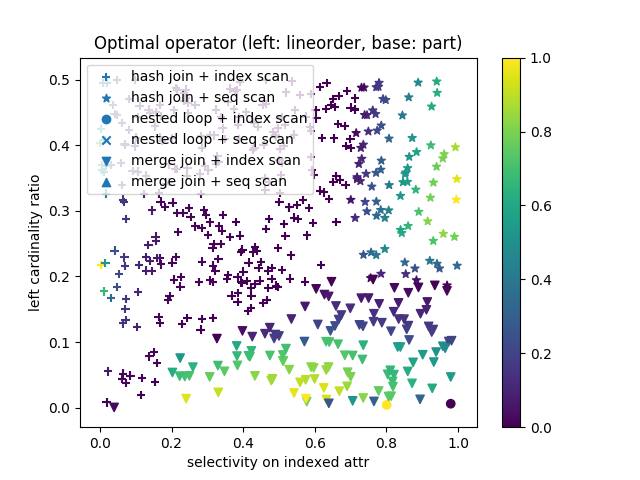 Optimal operator (left: lineorder, base: part)
hash join + index scan
hash join + seq scan
nested loop + index scan
nested loop + seq scan
merge join + index scan
merge join + seq scan
left cardinality ratio
0.5
0.4
0.3
0.2
0.1
0.0
0.0 0.2 0.4 0.6 0.8 1.0
selectivity on indexed attr
1.0
0.8
0.6
0.4
0.2
0.0